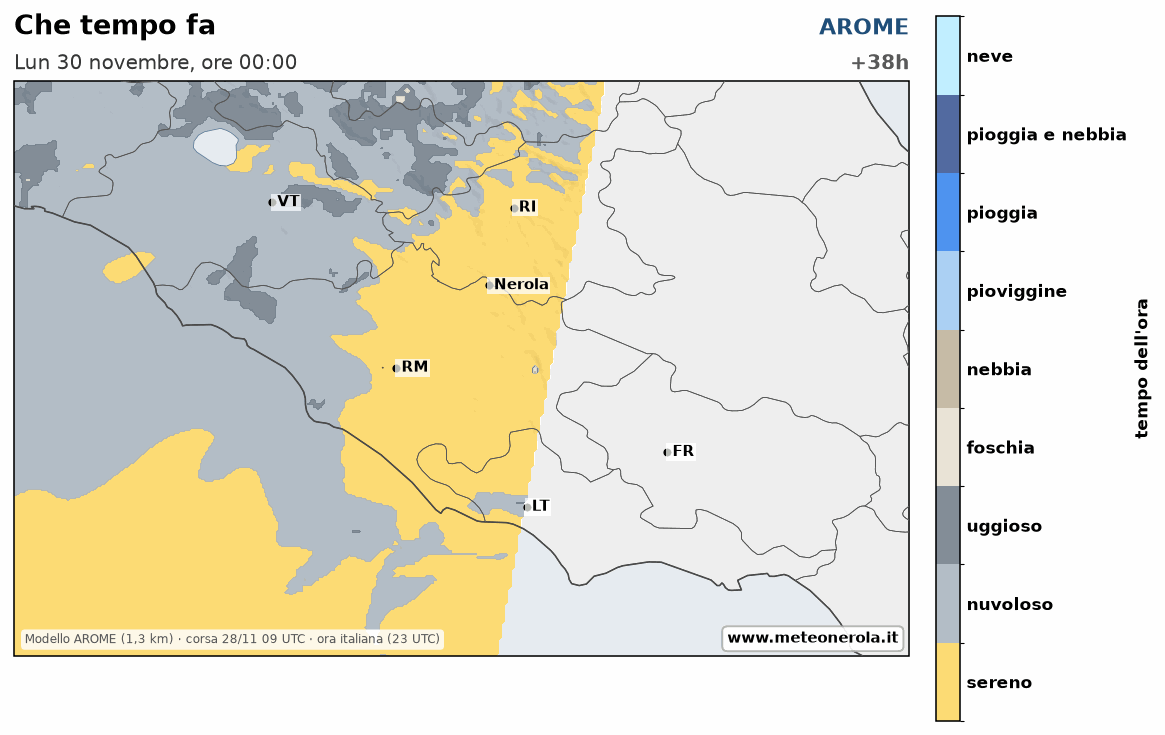 Che tempo fa
AROME
Lun 30 novembre, ore 00:00
+38h
VT
RI
Nerola
RM
FR
LT
Modello AROME (1,3 km) · corsa 28/11 09 UTC · ora italiana (23 UTC)
www.meteonerola.it
neve
pioggia e nebbia
pioggia
pioviggine
nebbia
foschia
uggioso
nuvoloso
sereno
tempo dell'ora